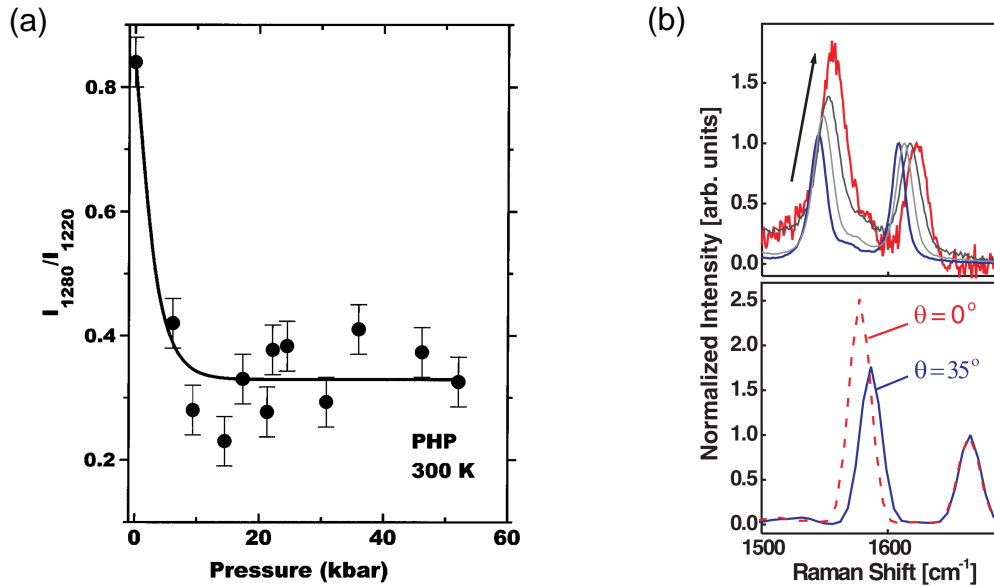 (a)
0.8
0.6
0.4
0.2
I1280/I1220
PHP
300 K
0
20
40
60
Pressure (kbar)
(b)
Normalized Intensity [arb. units]
1.5
1.0
0.5
0.0
2.5
2.0
1.5
1.0
0.5
0.0
θ=0°
θ=35°
1500
1600
Raman Shift [cm⁻¹]